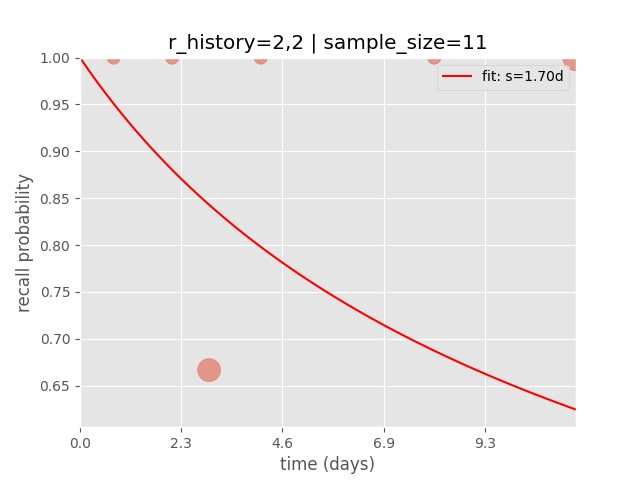 r_history=2,2 | sample_size=11
1.00
0.95
0.90
0.85
0.80
0.75
0.70
0.65
recall probability
fit: s=1.70d
0.0 2.3 4.6 6.9 9.3
time (days)